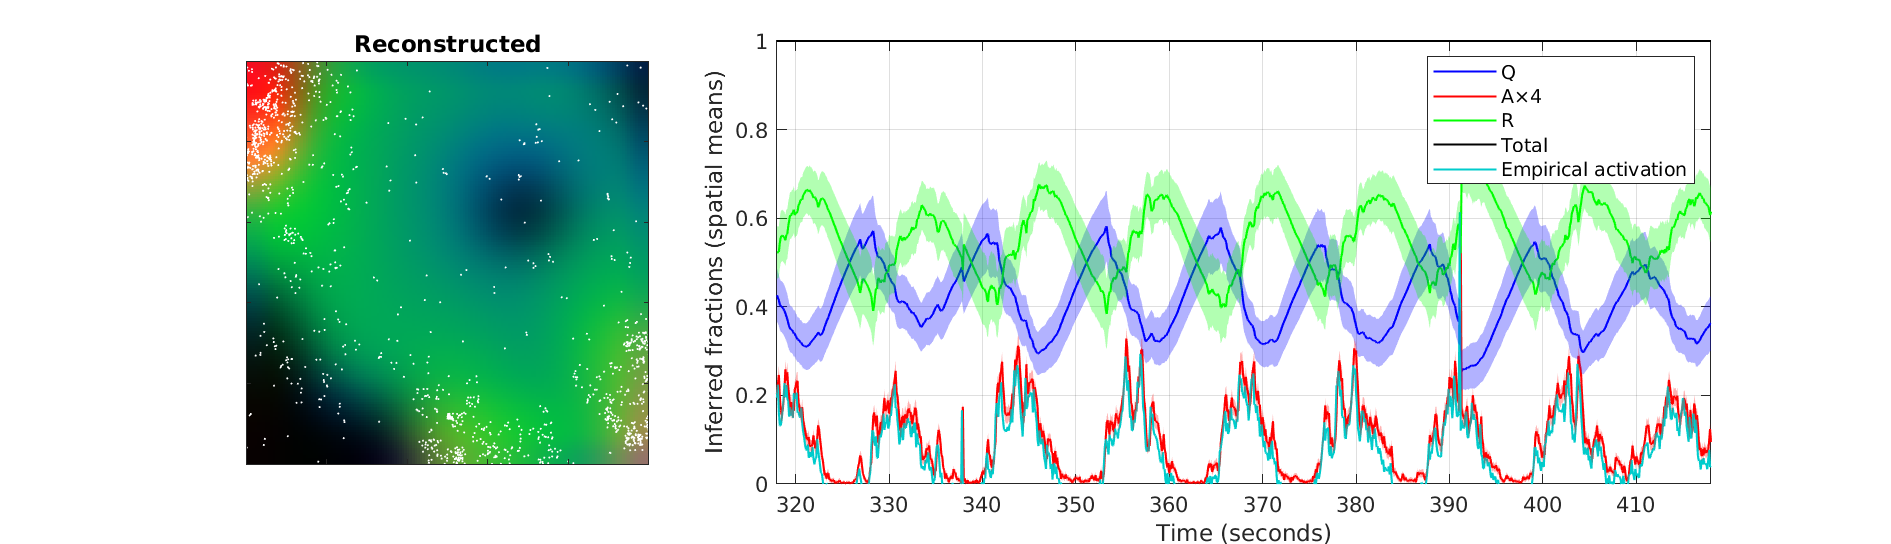 Reconstructed
Inferred fractions (spatial means)
1
0.8
0.6
0.4
0.2
0
320 330 340 350 360 370 380 390 400 410
Time (seconds)
Q
A×4
R
Total
Empirical activation